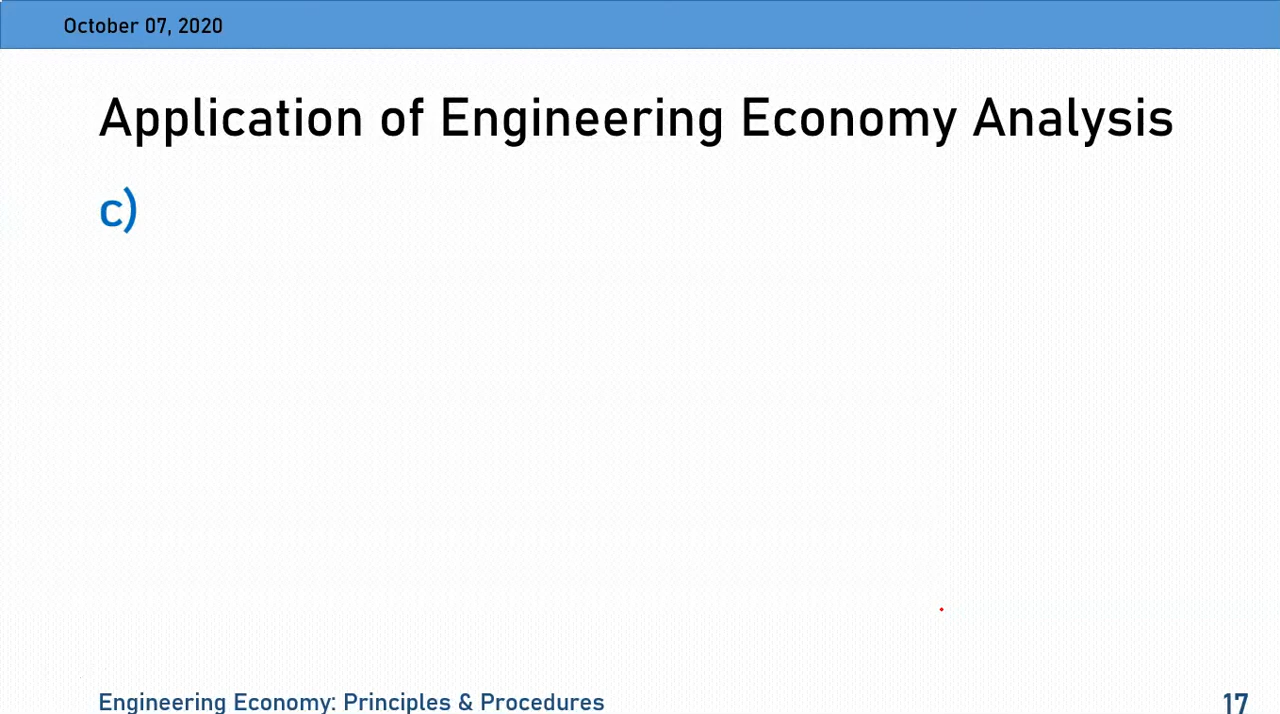 October 07, 2020
Application of Engineering Economy Analysis
c)
Engineering Economy: Principles & Procedures
17